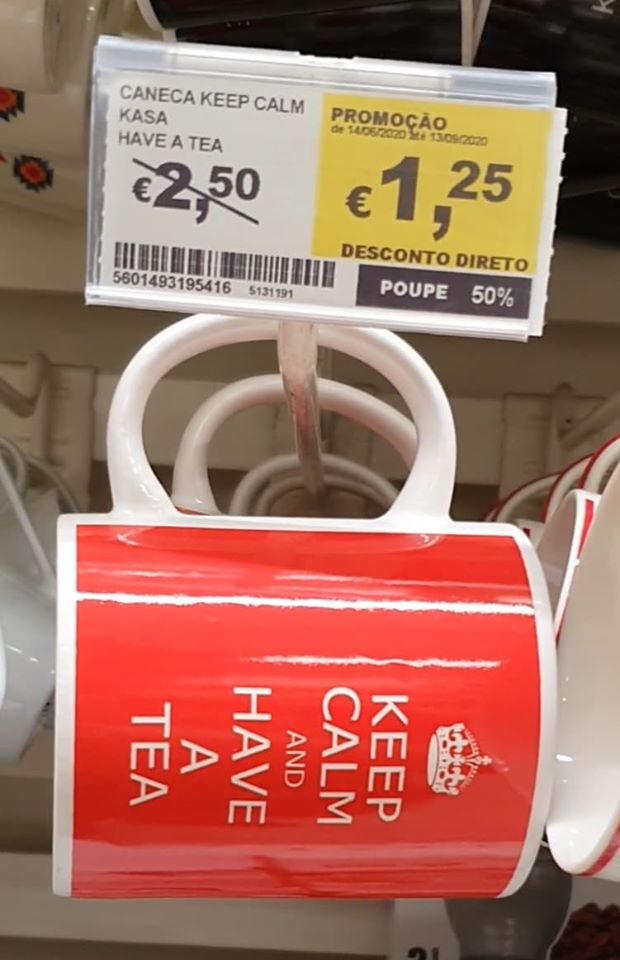 CANECA KEEP CALM
KASA
HAVE A TEA
€2,50
5601493195416 5131191
PROMOÇÃO
de 14/06/2020 até 13/09/2020
€1,25
DESCONTO DIRETO
POUPE 50%
KEEP
CALM
AND
HAVE
A
TEA